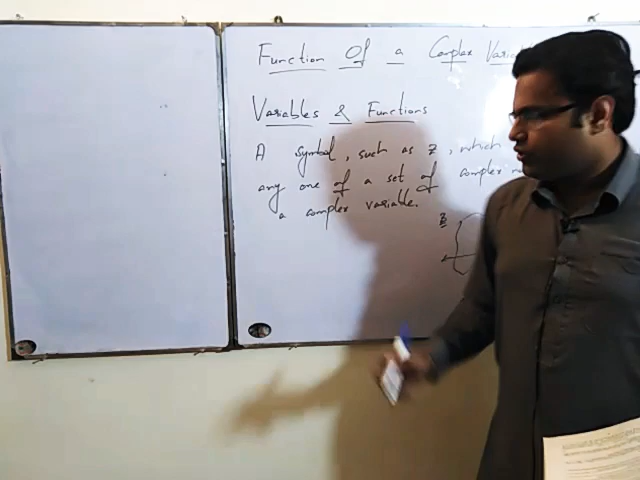 Function Of a Complex
Variables & Functions
A symbol, such as z, which
any one of a set of complex
a complex variable.
z